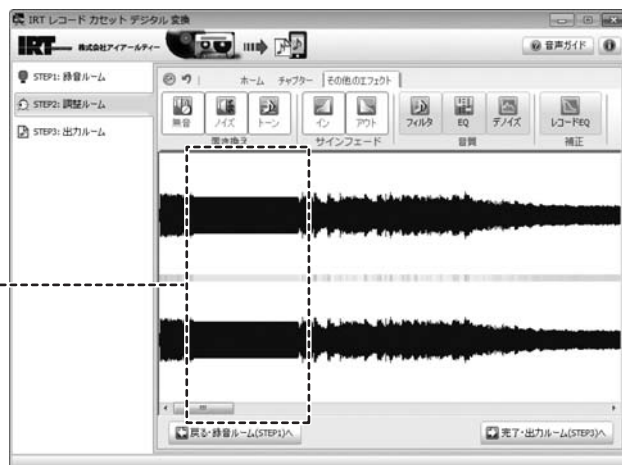 IRT レコード カセット デジタル 変換
IRT 株式会社アイアールティー
音声ガイド
STEP1: 録音ルーム
STEP2: 調整ルーム
STEP3: 出力ルーム
ホーム チャプター その他のエフェクト
無音 ノイズ トーン イン アウト フィルタ EQ デノイズ レコードEQ
置き換え サインフェード 音質 補正
戻る・録音ルーム(STEP1)へ 完了・出力ルーム(STEP3)へ